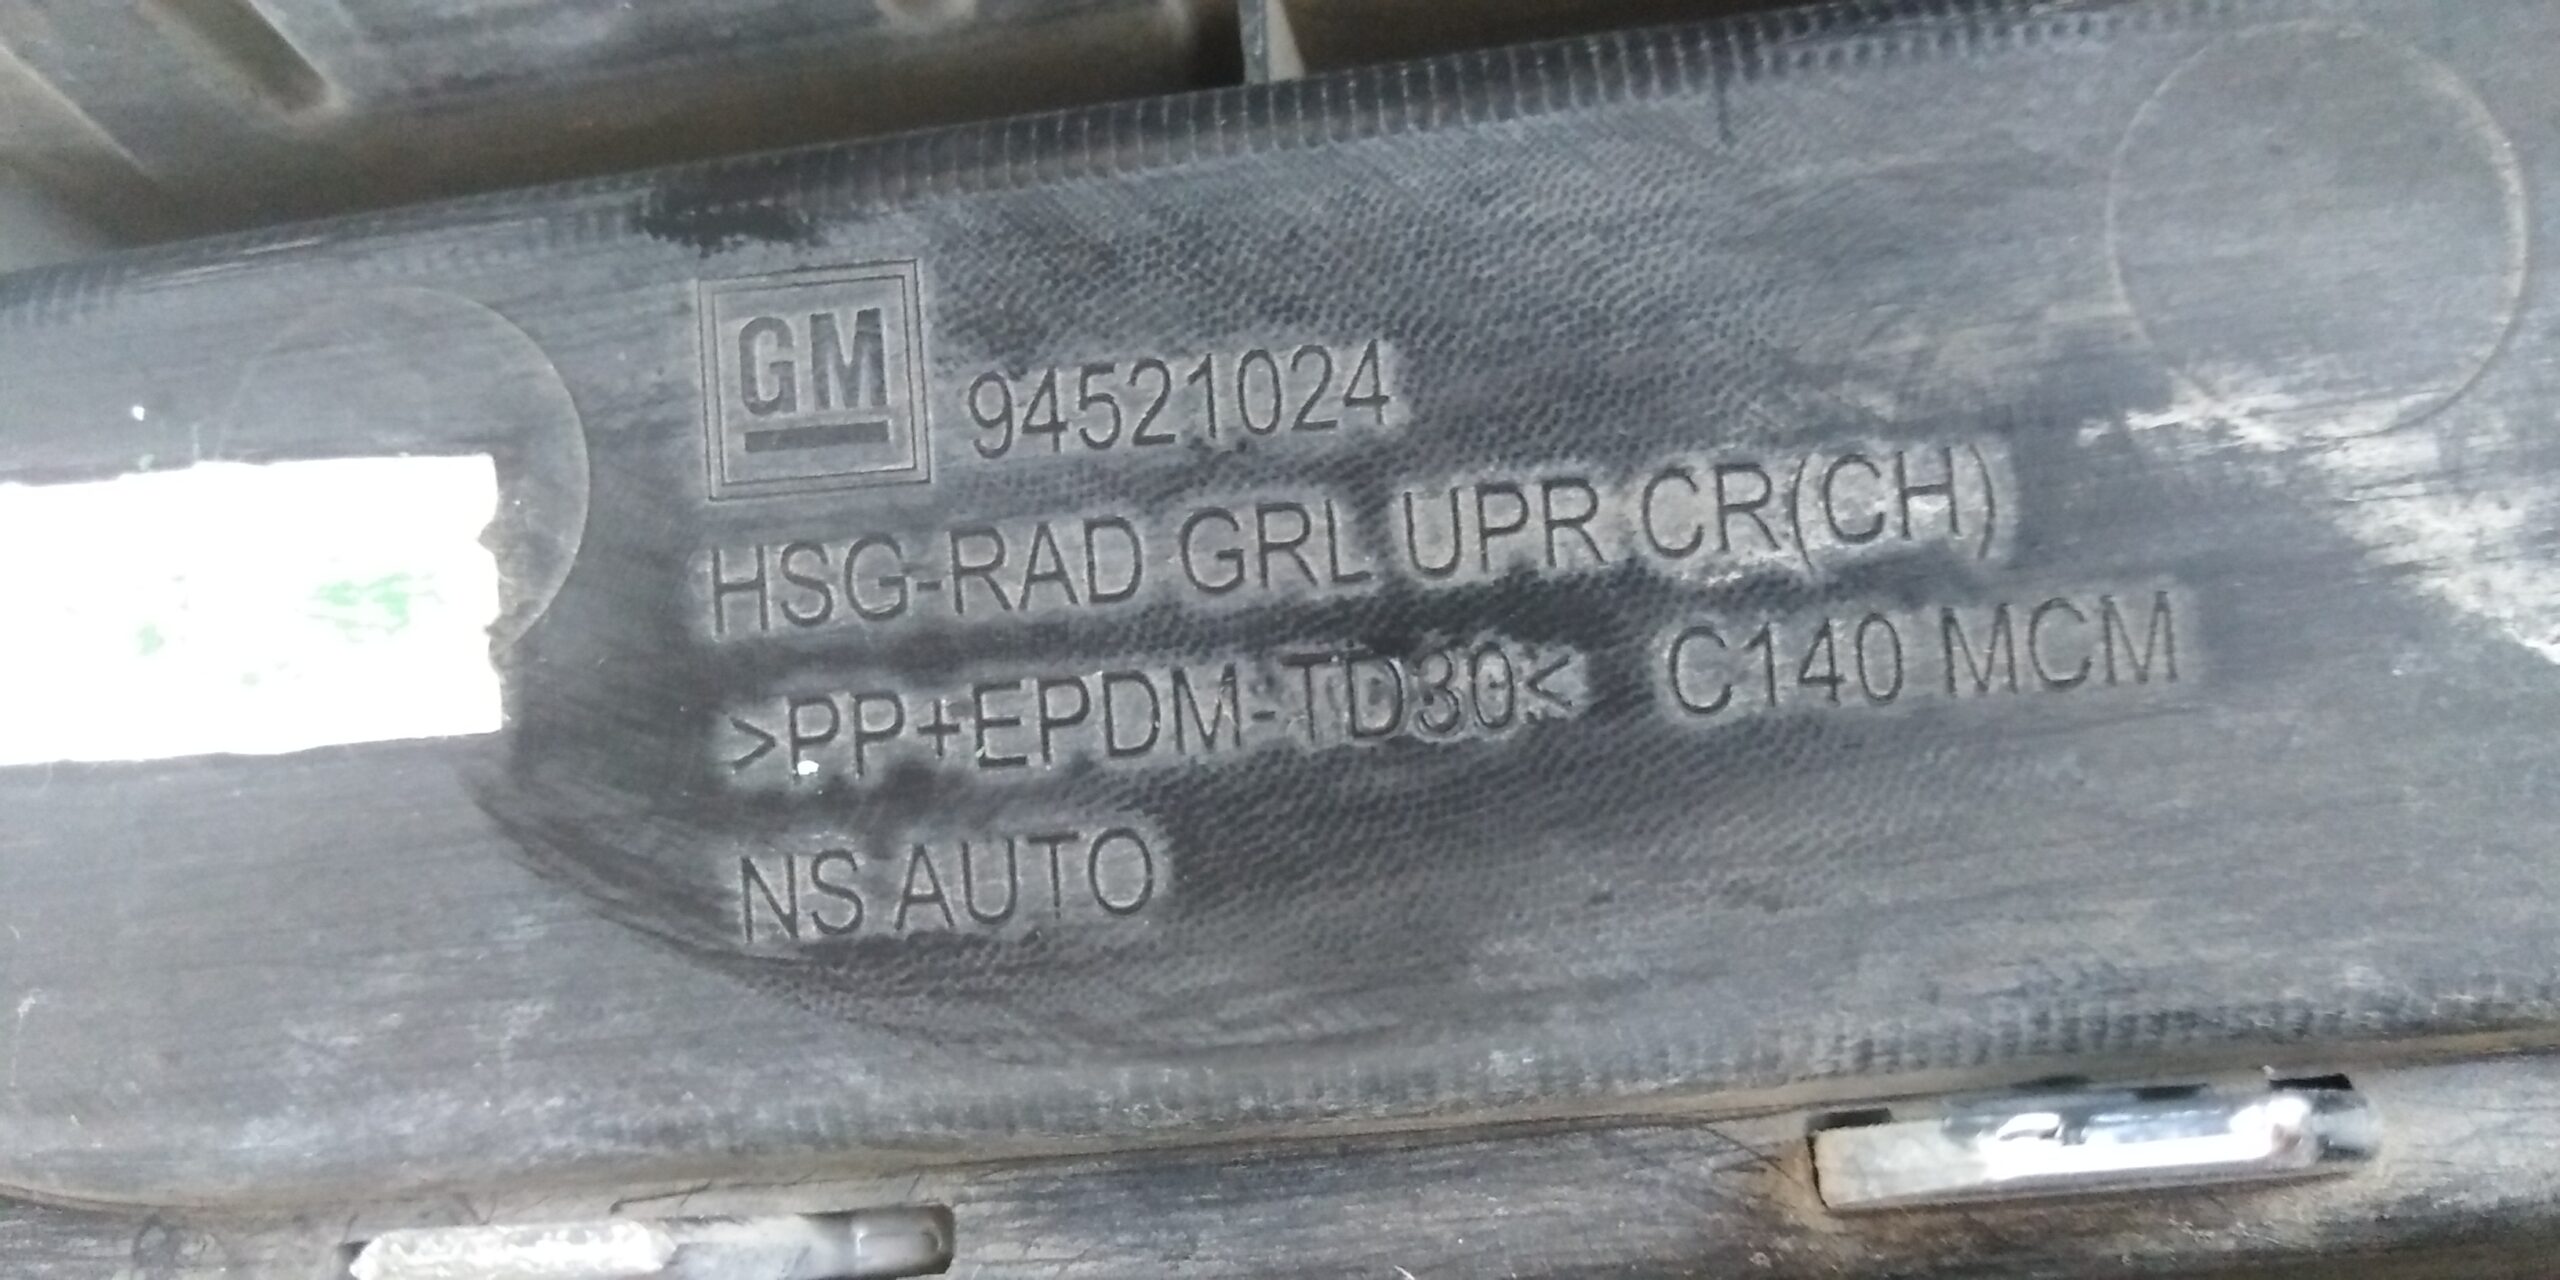 GM 94521024
HSG-RAD GRL UPR CR(CH)
>PP+EPDM-TD30< C140 MCM
NS AUTO